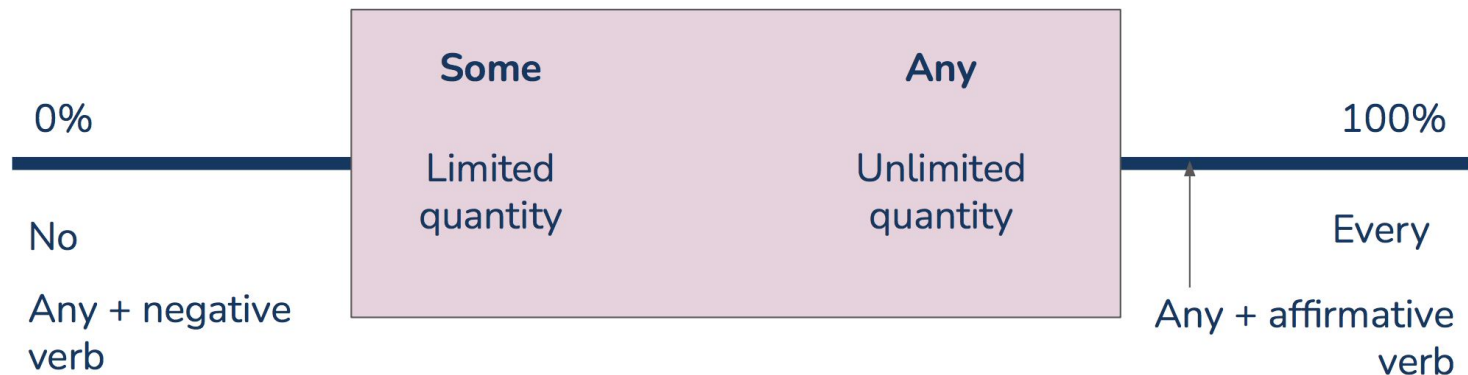 Some
Any
0%
100%
Limited
quantity
Unlimited
quantity
No
Every
Any + negative
verb
Any + affirmative
verb